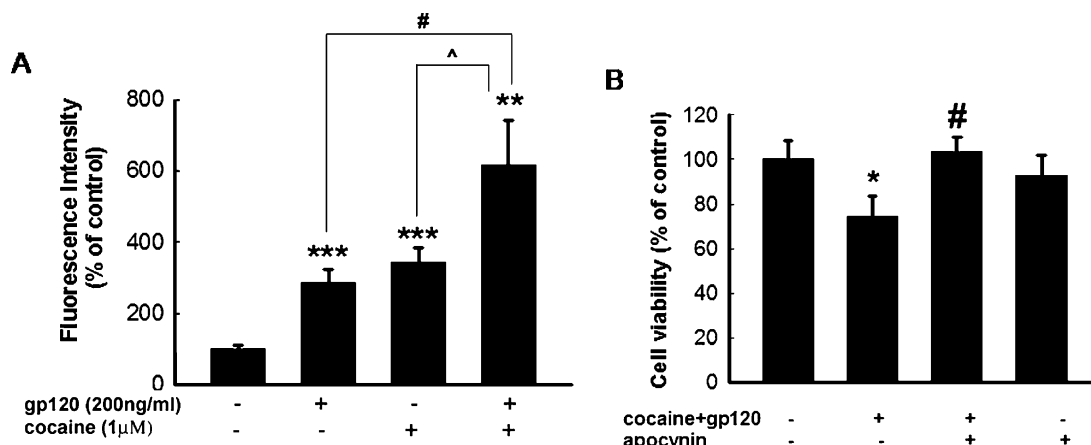 A
#
^
**
***
***
Fluorescence Intensity
(% of control)
800
600
400
200
0
gp120 (200ng/ml) - + - +
cocaine (1μM) - - + +
B
#
*
Cell viability (% of control)
120
100
80
60
40
20
0
cocaine+gp120 - + + -
apocynin - - + +